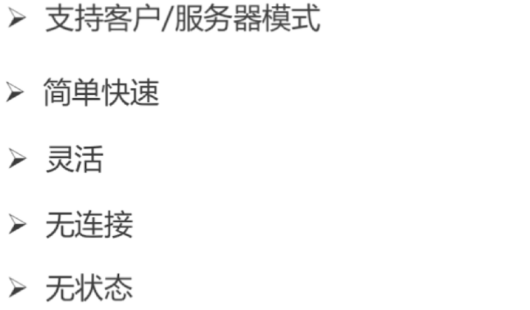 ➢ 支持客户/服务器模式
➢ 简单快速
➢ 灵活
➢ 无连接
➢ 无状态